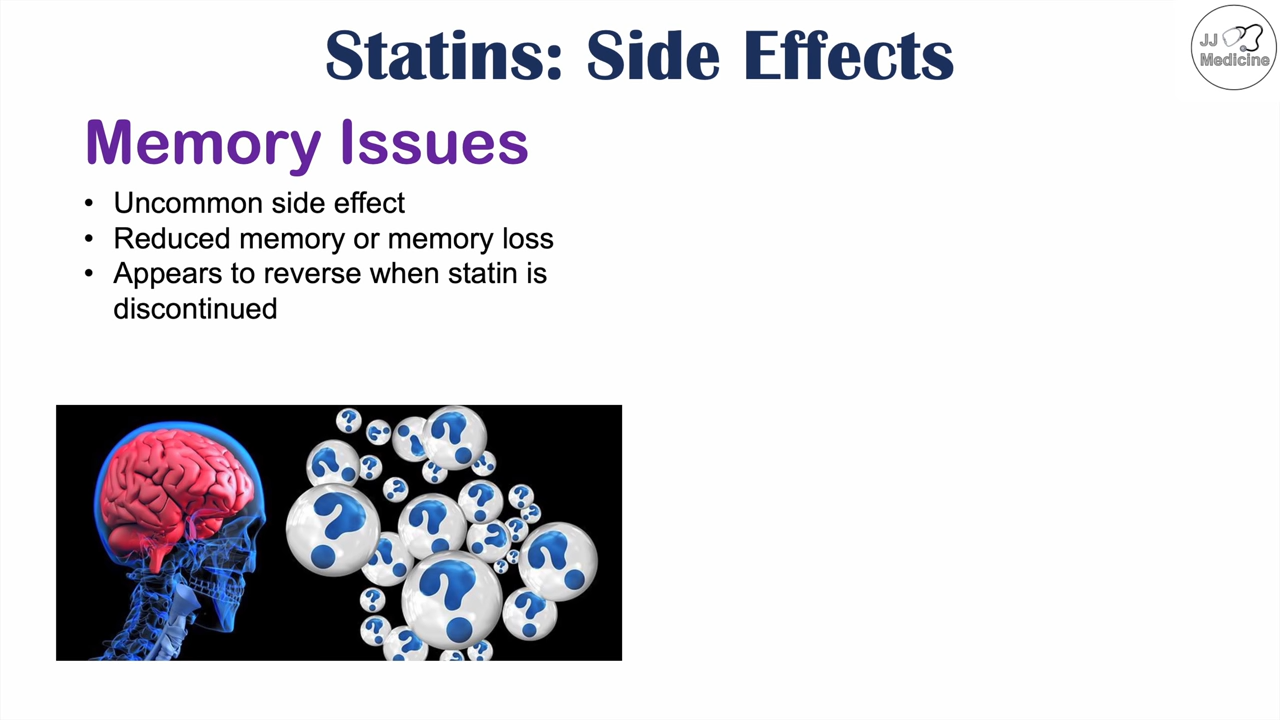 Statins: Side Effects
JJ
Medicine
Memory Issues
• Uncommon side effect
• Reduced memory or memory loss
• Appears to reverse when statin is
discontinued
? ? ? ? ? ? ? ? ? ? ? ? ? ? ? ? ? ? ? ? ? ? ? ?